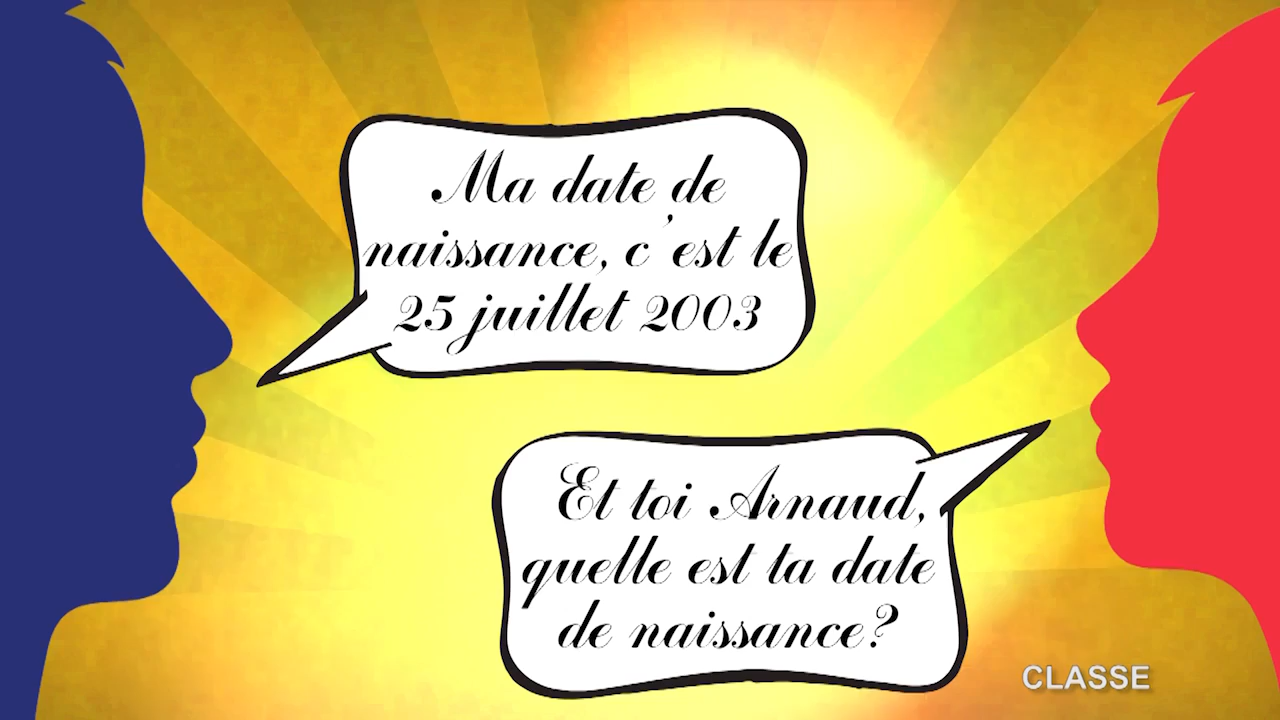 Ma date de
naissance, c'est le
25 juillet 2003
Et toi Arnaud,
quelle est ta date
de naissance?
CLASSE